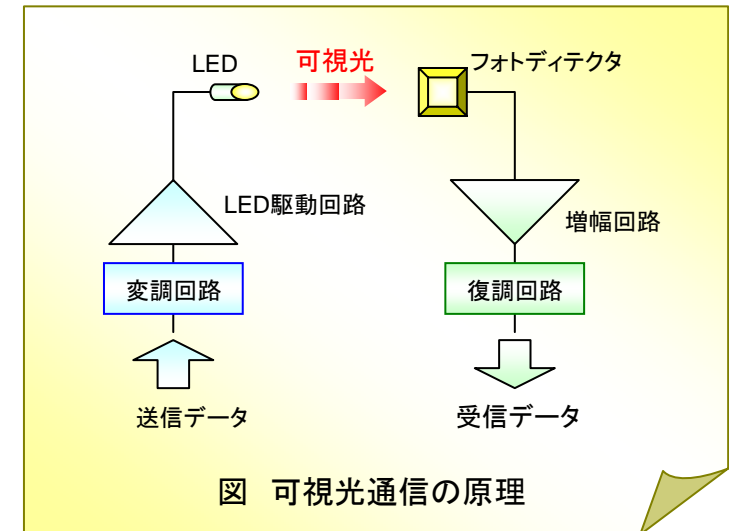 LED
可視光
フォトディテクタ
LED駆動回路
増幅回路
変調回路
復調回路
送信データ
受信データ
図 可視光通信の原理